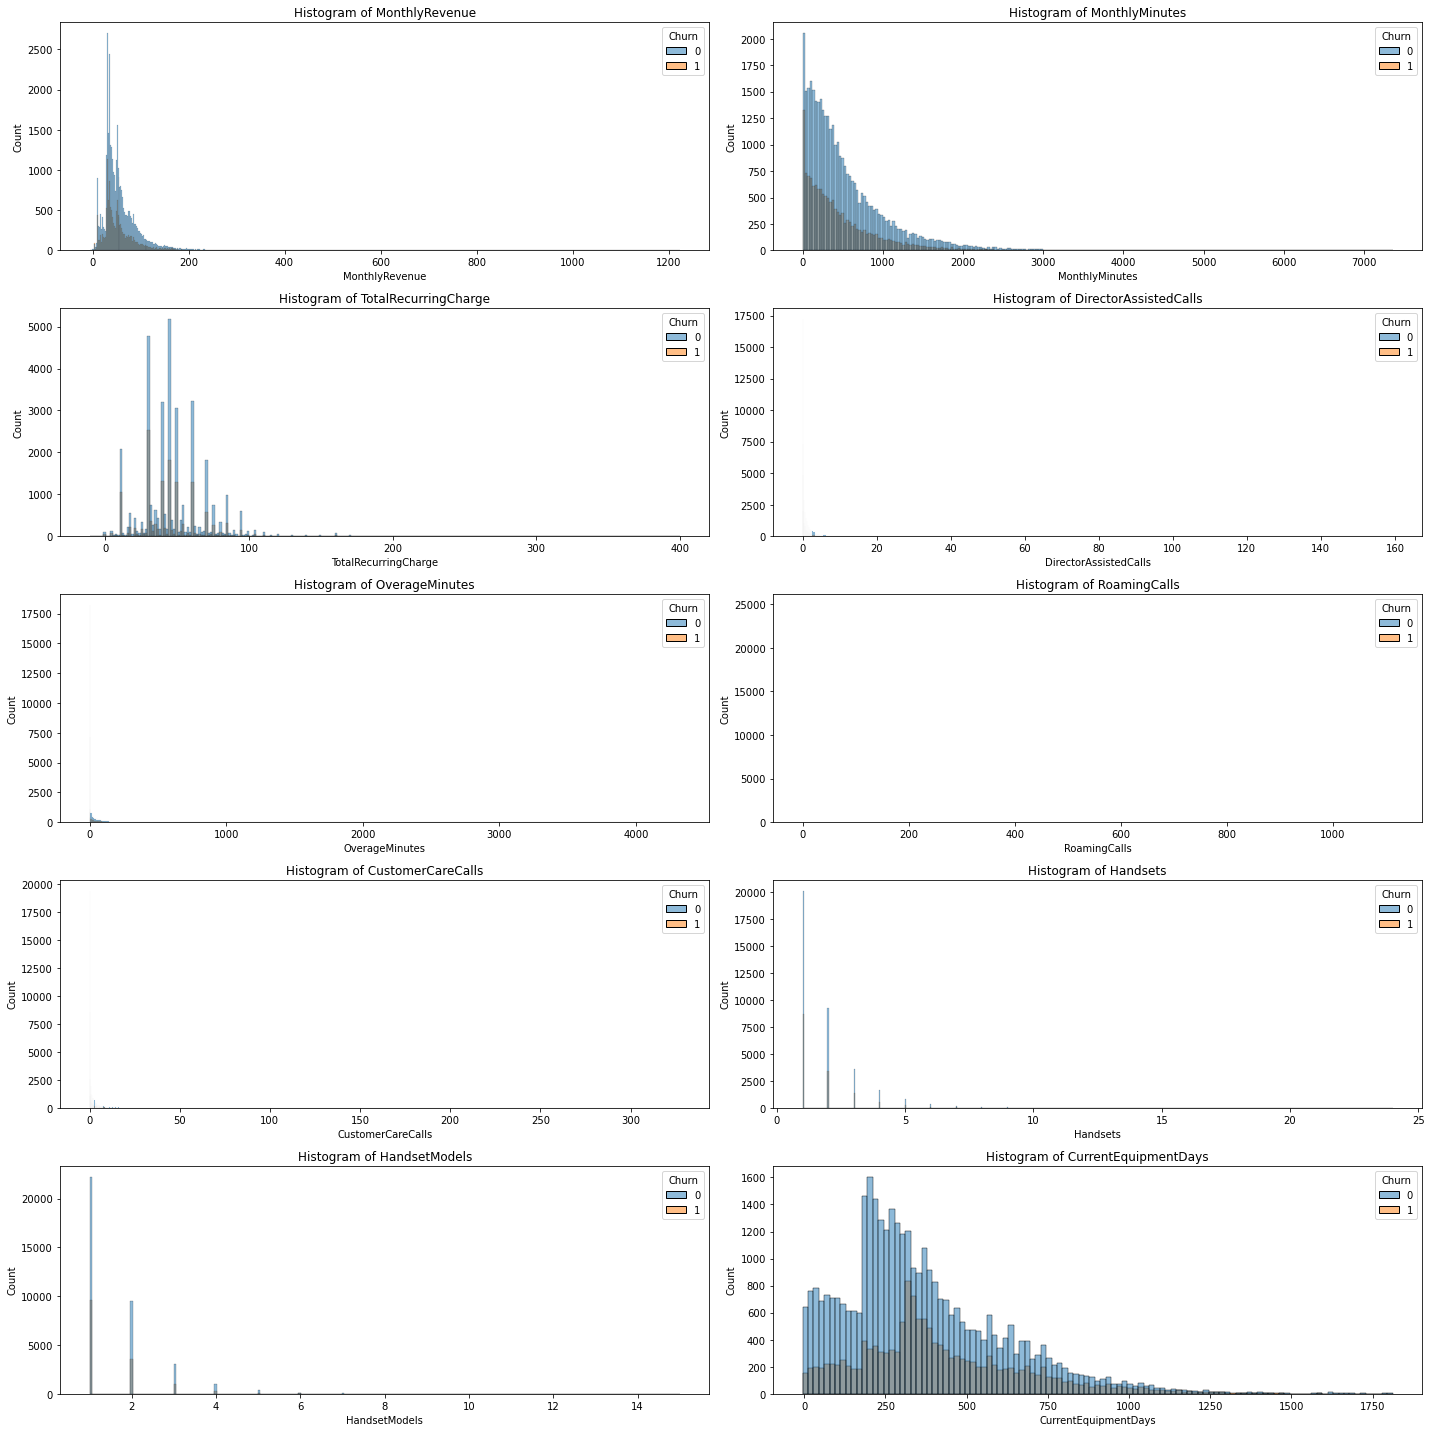 Histogram of MonthlyRevenue
Count
2500
2000
1500
1000
500
0
0 200 400 600 800 1000 1200
MonthlyRevenue
Churn
0
1
Histogram of MonthlyMinutes
Count
2000
1750
1500
1250
1000
750
500
250
0
0 1000 2000 3000 4000 5000 6000 7000
MonthlyMinutes
Churn
0
1
Histogram of TotalRecurringCharge
Count
5000
4000
3000
2000
1000
0
0 100 200 300 400
TotalRecurringCharge
Churn
0
1
Histogram of DirectorAssistedCalls
Count
17500
15000
12500
10000
7500
5000
2500
0
0 20 40 60 80 100 120 140 160
DirectorAssistedCalls
Churn
0
1
Histogram of OverageMinutes
Count
17500
15000
12500
10000
7500
5000
2500
0
0 1000 2000 3000 4000
OverageMinutes
Churn
0
1
Histogram of RoamingCalls
Count
25000
20000
15000
10000
5000
0
0 200 400 600 800 1000
RoamingCalls
Churn
0
1
Histogram of CustomerCareCalls
Count
20000
17500
15000
12500
10000
7500
5000
2500
0
0 50 100 150 200 250 300
CustomerCareCalls
Churn
0
1
Histogram of Handsets
Count
20000
17500
15000
12500
10000
7500
5000
2500
0
0 5 10 15 20 25
Handsets
Churn
0
1
Histogram of HandsetModels
Count
20000
15000
10000
5000
0
2 4 6 8 10 12 14
HandsetModels
Churn
0
1
Histogram of CurrentEquipmentDays
Count
1600
1400
1200
1000
800
600
400
200
0
0 250 500 750 1000 1250 1500 1750
CurrentEquipmentDays
Churn
0
1